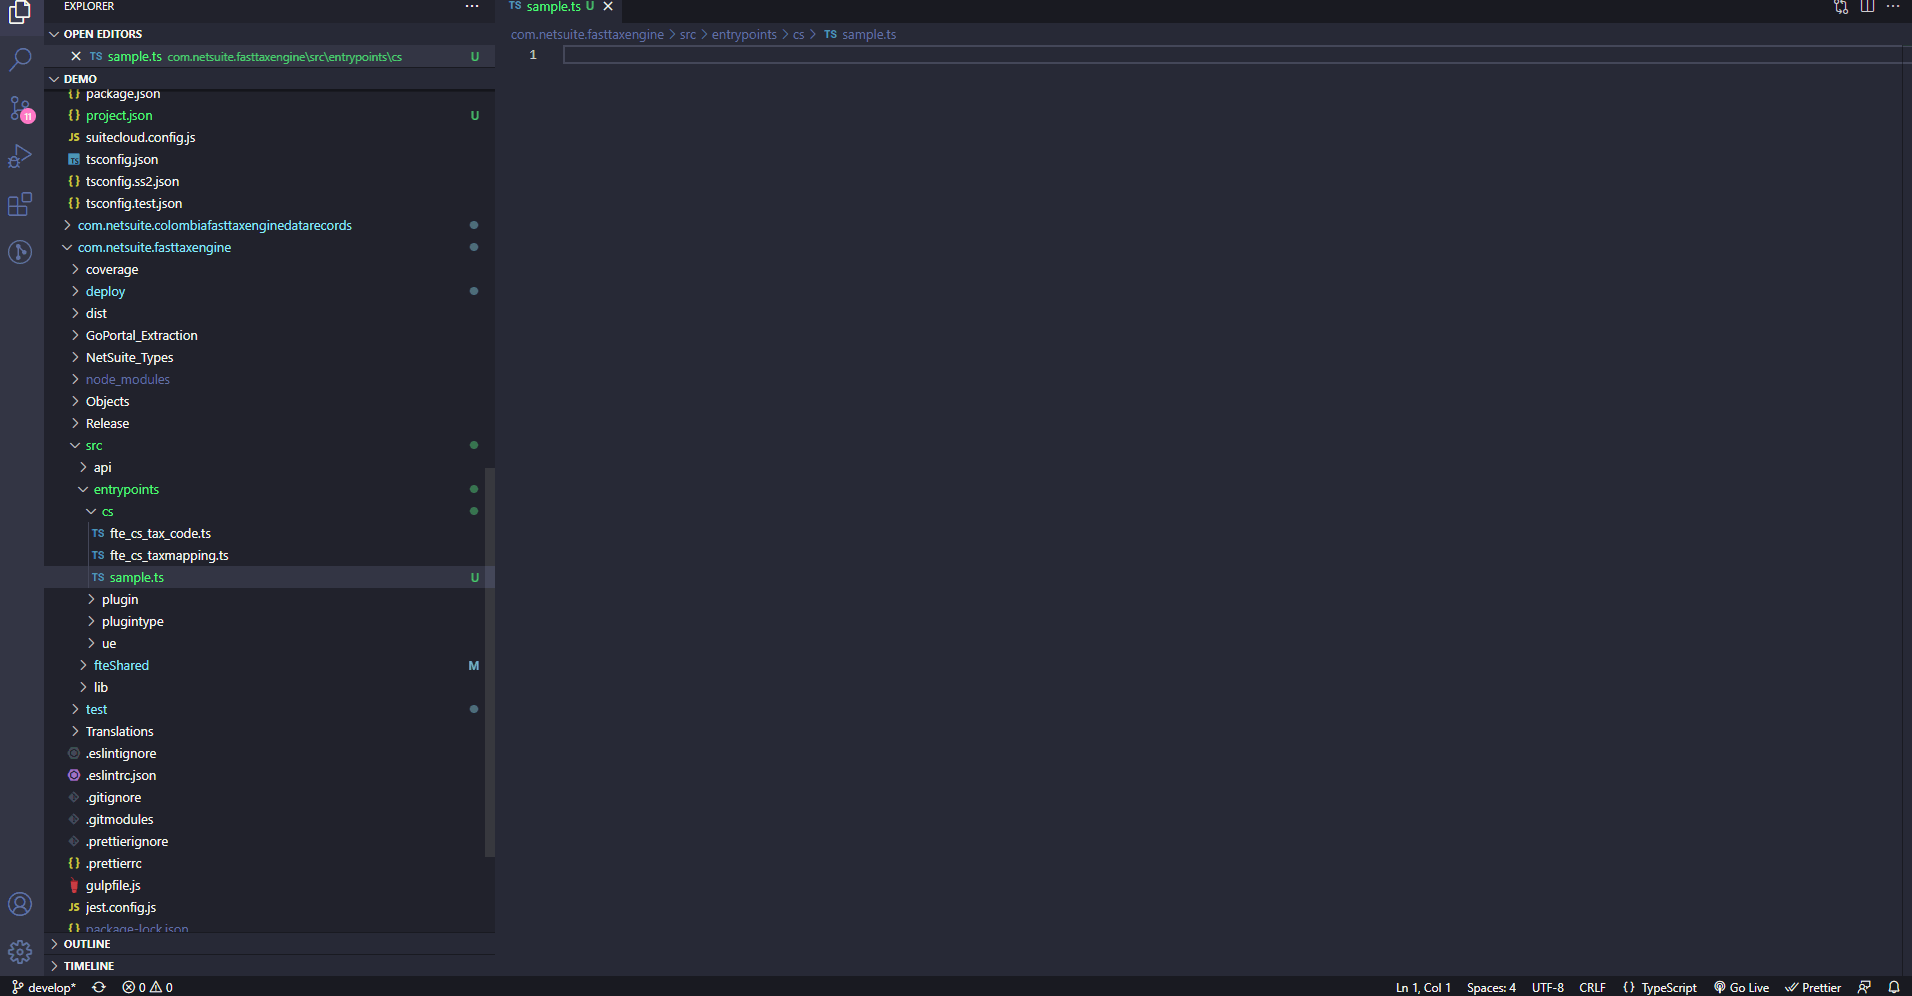 EXPLORER
sample.ts U
OPEN EDITORS
sample.ts com.netsuite.fasttaxengine\src\entrypoints\cs U
com.netsuite.fasttaxengine > src > entrypoints > cs > TS sample.ts
1
DEMO
package.json
project.json U
suitecloud.config.js
tsconfig.json
tsconfig.ss2.json
tsconfig.test.json
com.netsuite.colombiafasttaxenginedatarecords
com.netsuite.fasttaxengine
coverage
deploy
dist
GoPortal_Extraction
NetSuite_Types
node_modules
Objects
Release
src
api
entrypoints
cs
TS fte_cs_tax_code.ts
TS fte_cs_taxmapping.ts
TS sample.ts U
plugin
plugintype
ue
fteShared M
lib
test
Translations
.eslintignore
.eslintrc.json
.gitignore
.gitmodules
.prettierignore
.prettierrc
gulpfile.js
JS jest.config.js
package-lock.json
OUTLINE
TIMELINE
11
develop* 0 0 Ln 1, Col 1 Spaces: 4 UTF-8 CRLF {} TypeScript Go Live Prettier